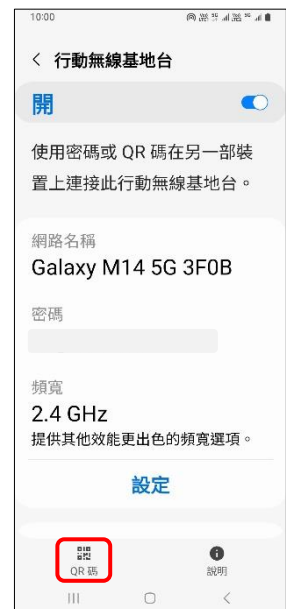 10:00
行動無線基地台
開
使用密碼或 QR 碼在另一部裝
置上連接此行動無線基地台。
網路名稱
Galaxy M14 5G 3F0B
密碼
頻寬
2.4 GHz
提供其他效能更出色的頻寬選項。
設定
QR 碼
說明